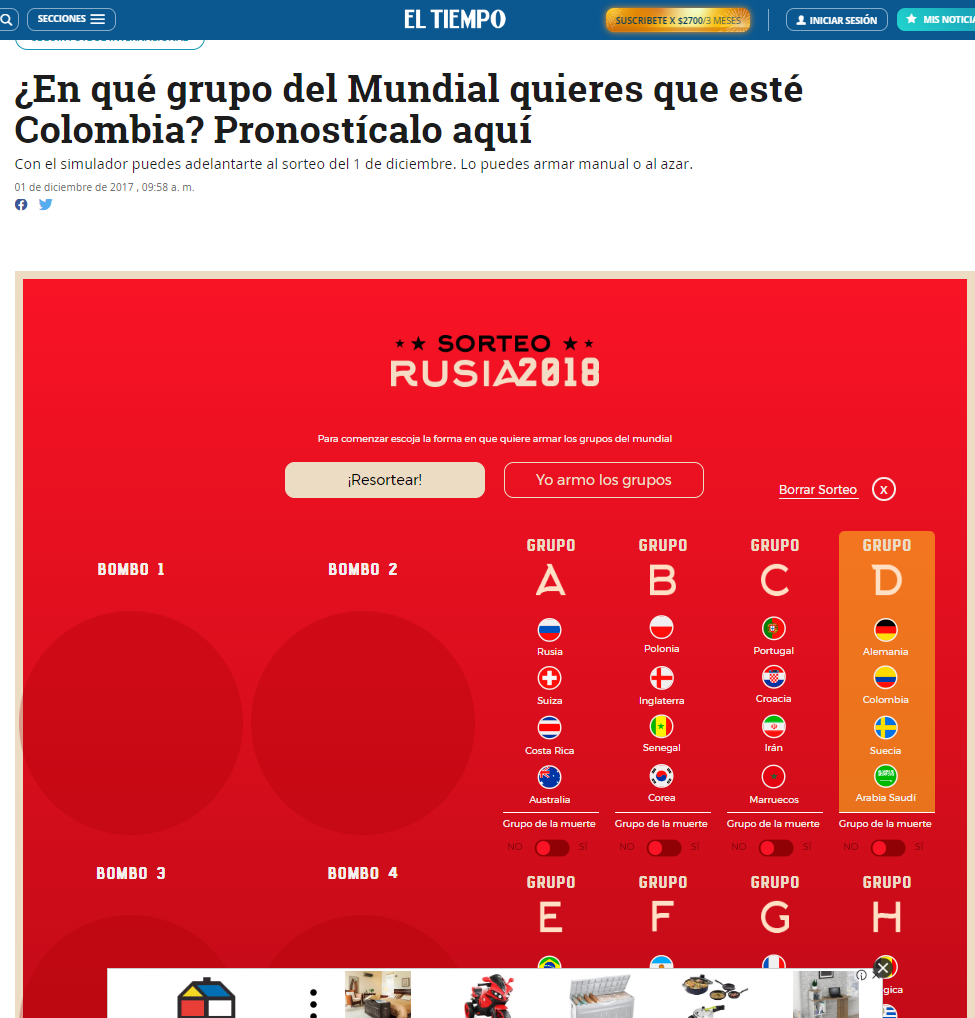 SECCIONES
EL TIEMPO
SUSCRIBETE X $2700/3 MESES
INICIAR SESIÓN
MIS NOTICIA
¿En qué grupo del Mundial quieres que esté
Colombia? Pronostícalo aquí
Con el simulador puedes adelantarte al sorteo del 1 de diciembre. Lo puedes armar manual o al azar.
01 de diciembre de 2017 , 09:58 a. m.
SORTEO
RUSIA2018
Para comenzar escoja la forma en que quiere armar los grupos del mundial
¡Resortear!
Yo armo los grupos
Borrar Sorteo X
BOMBO 1
BOMBO 2
GRUPO GRUPO GRUPO GRUPO
A B C D
Rusia Polonia Portugal Alemania
Suiza Inglaterra Croacia Colombia
Costa Rica Senegal Irán Suecia
Australia Corea Marruecos Arabia Saudí
Grupo de la muerte Grupo de la muerte Grupo de la muerte Grupo de la muerte
NO SÍ NO SÍ NO SÍ NO SÍ
BOMBO 3
BOMBO 4
GRUPO GRUPO GRUPO GRUPO
E F G H
gica